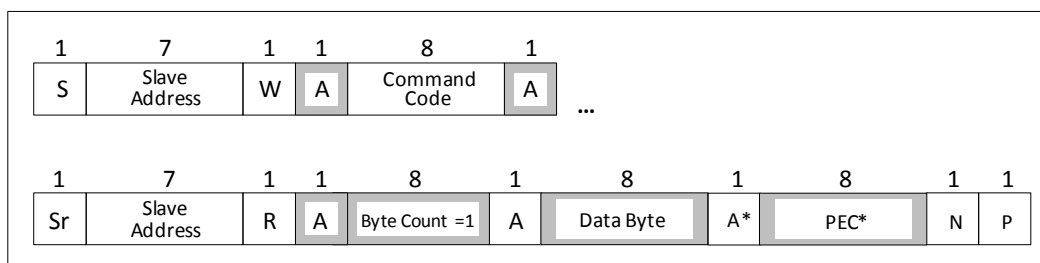 1 7 1 1 8 1
S Slave Address W A Command Code A ...
1 7 1 1 8 1 8 1 8 1 1
Sr Slave Address R A Byte Count =1 A Data Byte A* PEC* N P